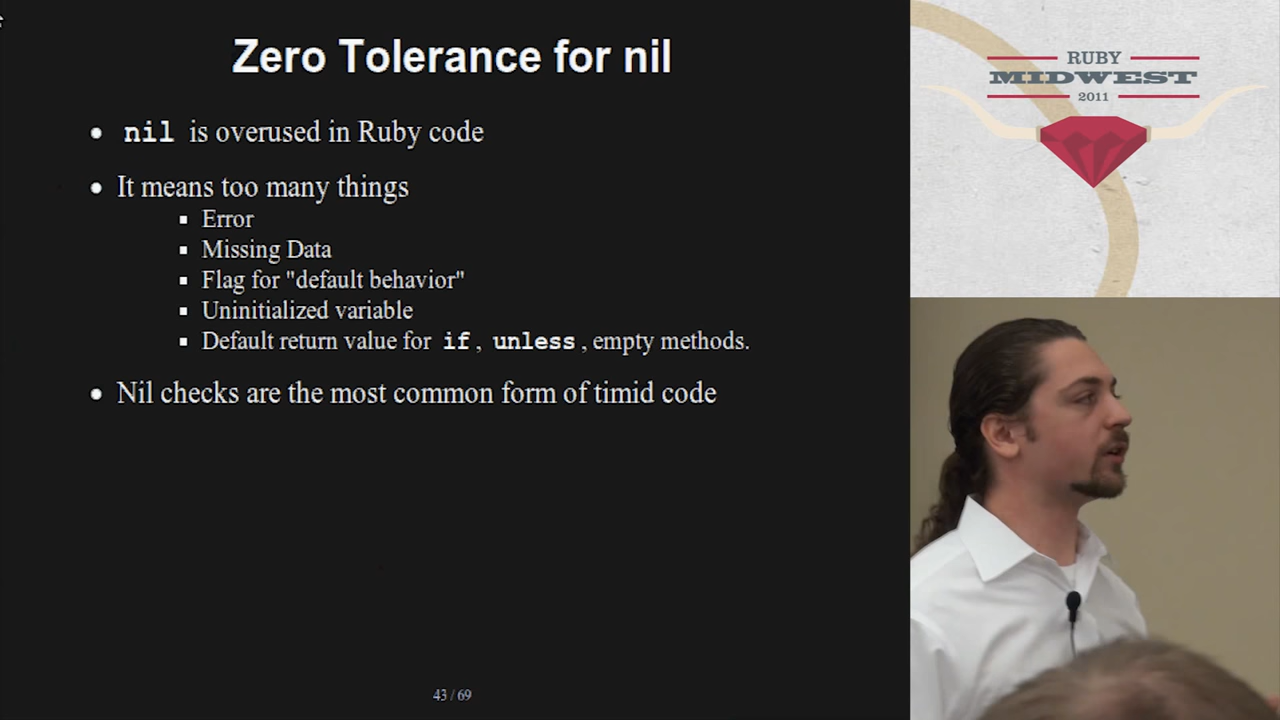 Zero Tolerance for nil
nil is overused in Ruby code
It means too many things
Error
Missing Data
Flag for "default behavior"
Uninitialized variable
Default return value for if, unless, empty methods.
Nil checks are the most common form of timid code
43 / 69
RUBY
MIDWEST
2011